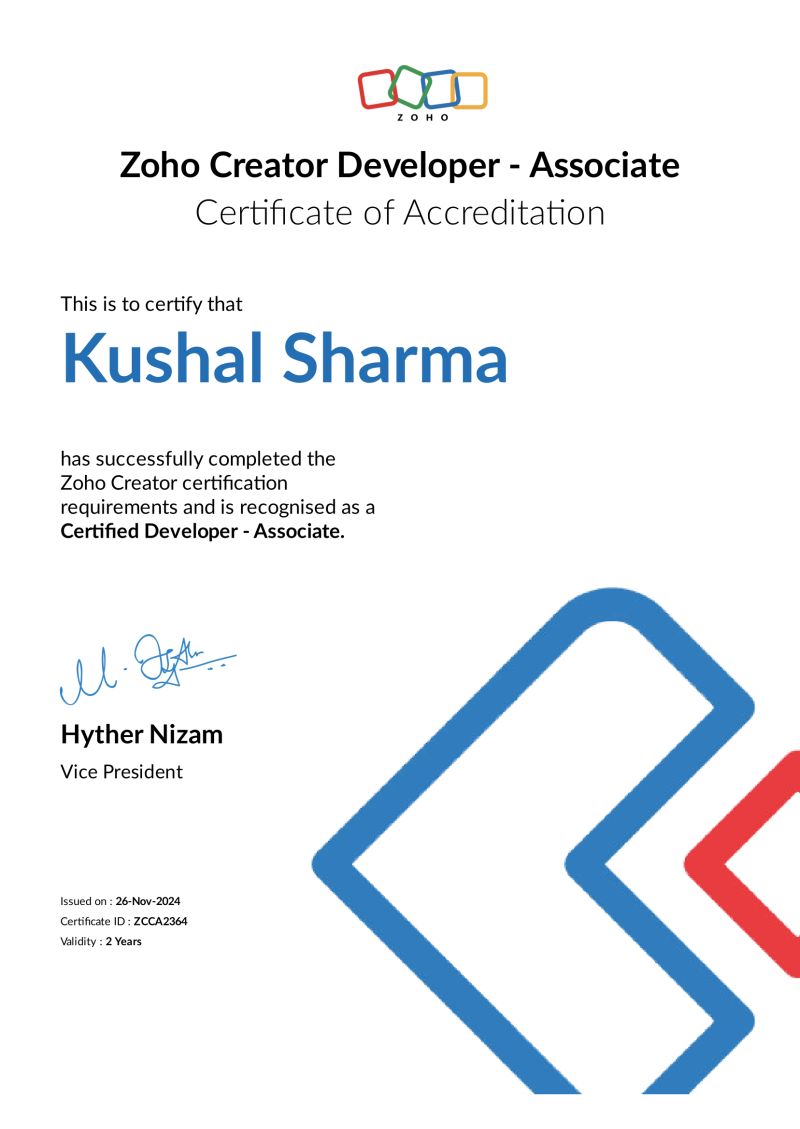 ZOHO
Zoho Creator Developer - Associate
Certificate of Accreditation
This is to certify that
Kushal Sharma
has successfully completed the
Zoho Creator certification
requirements and is recognised as a
Certified Developer - Associate.
Hyther Nizam
Vice President
Issued on : 26-Nov-2024
Certificate ID : ZCCA2364
Validity : 2 Years